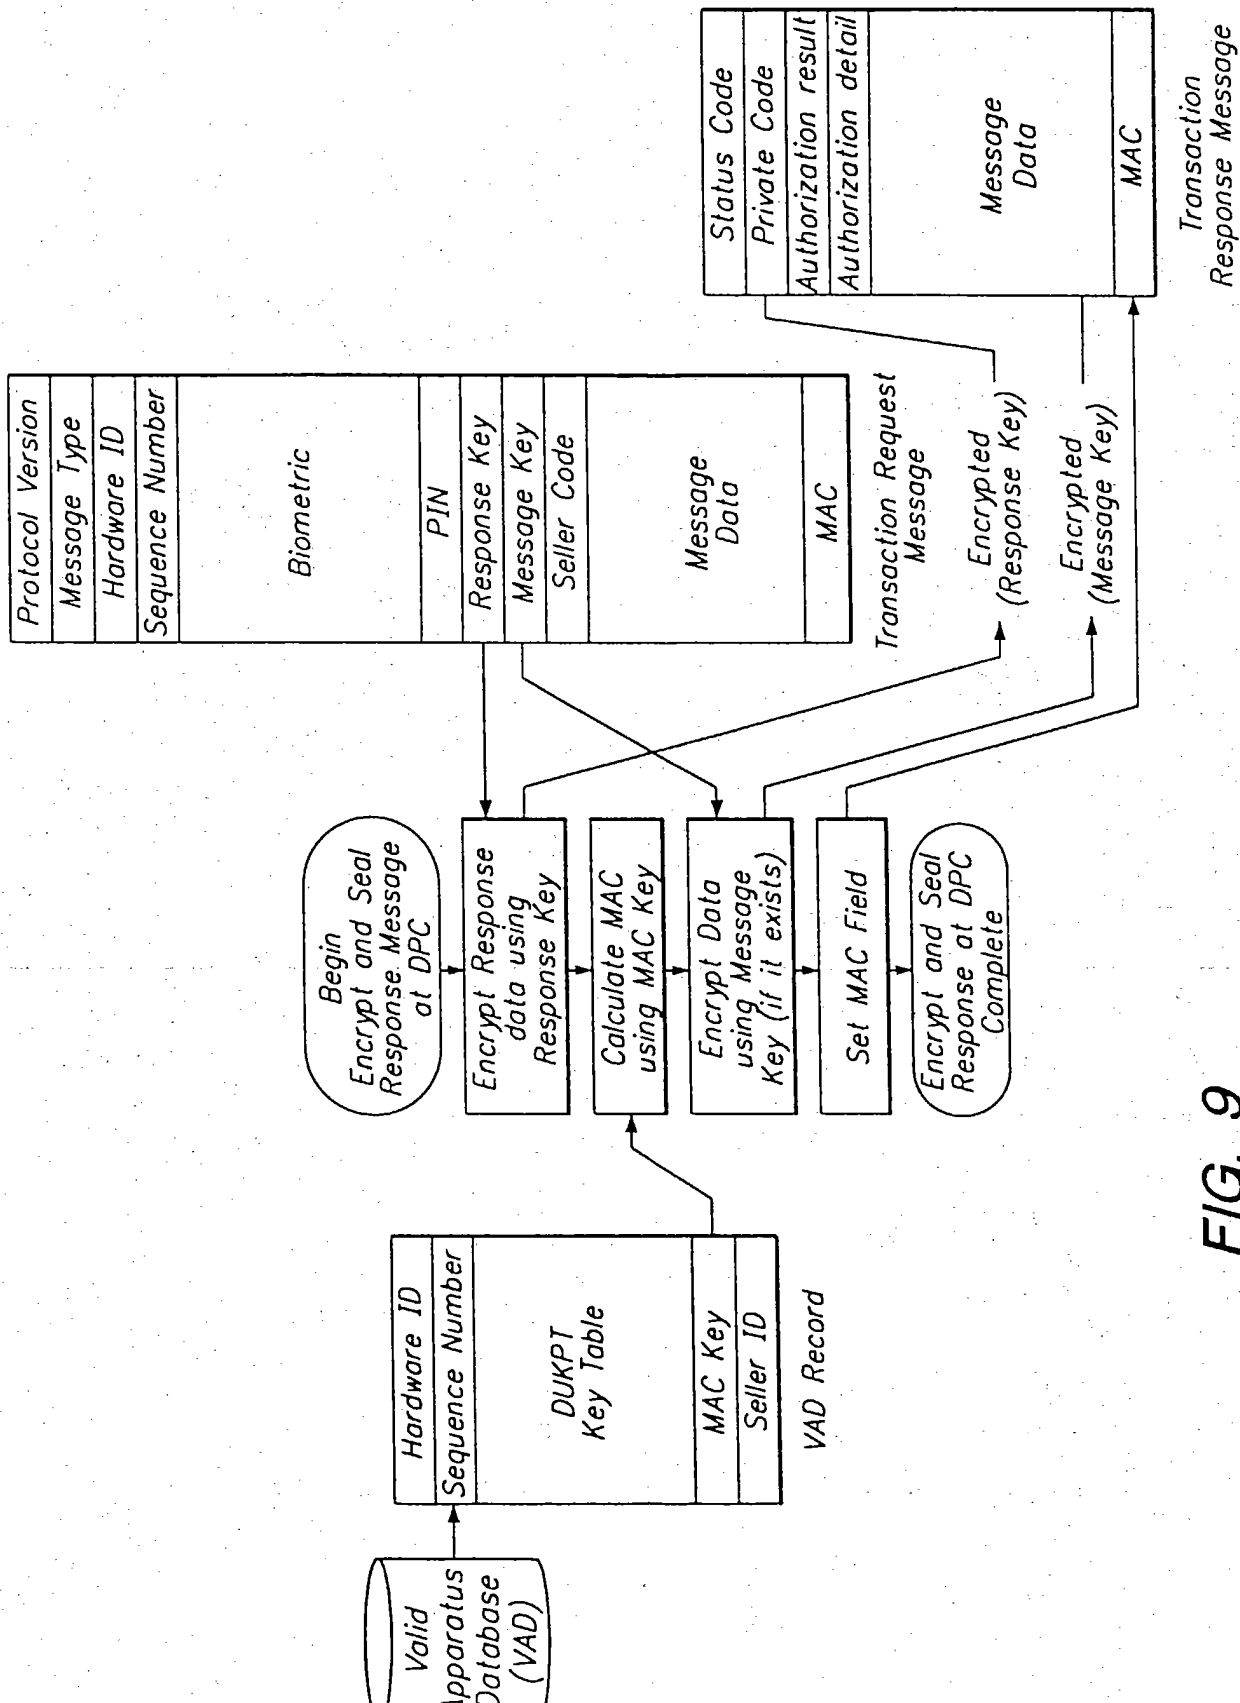 Valid
Apparatus
Database
(VAD)
Hardware ID
Sequence Number
DUKPT
Key Table
MAC Key
Seller ID
VAD Record
Begin
Encrypt and Seal
Response Message
at DPC
Encrypt Response
data using
Response Key
Calculate MAC
using MAC Key
Encrypt Data
using Message
Key (if it exists)
Set MAC Field
Encrypt and Seal
Response at DPC
Complete
Protocol Version
Message Type
Hardware ID
Sequence Number
Biometric
PIN
Response Key
Message Key
Seller Code
Message
Data
MAC
Transaction Request
Message
Encrypted
(Response Key)
Encrypted
(Message Key)
Status Code
Private Code
Authorization result
Authorization detail
Message
Data
MAC
Transaction
Response Message
FIG. 9